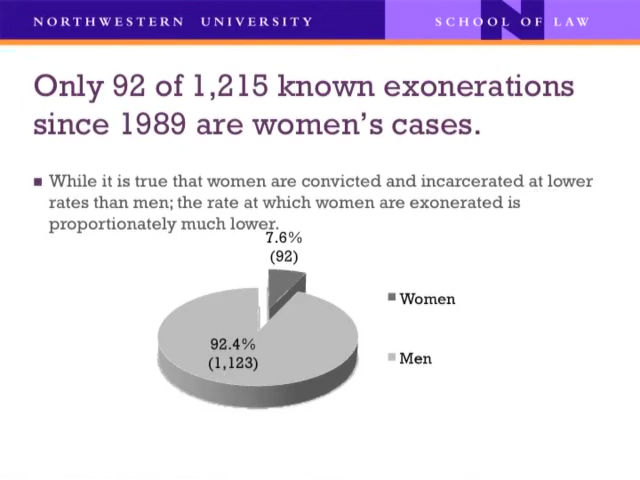 NORTHWESTERN UNIVERSITY
SCHOOL OF LAW
Only 92 of 1,215 known exonerations
since 1989 are women's cases.
While it is true that women are convicted and incarcerated at lower
rates than men; the rate at which women are exonerated is
proportionately much lower.
7.6%
(92)
Women
92.4%
(1,123)
Men